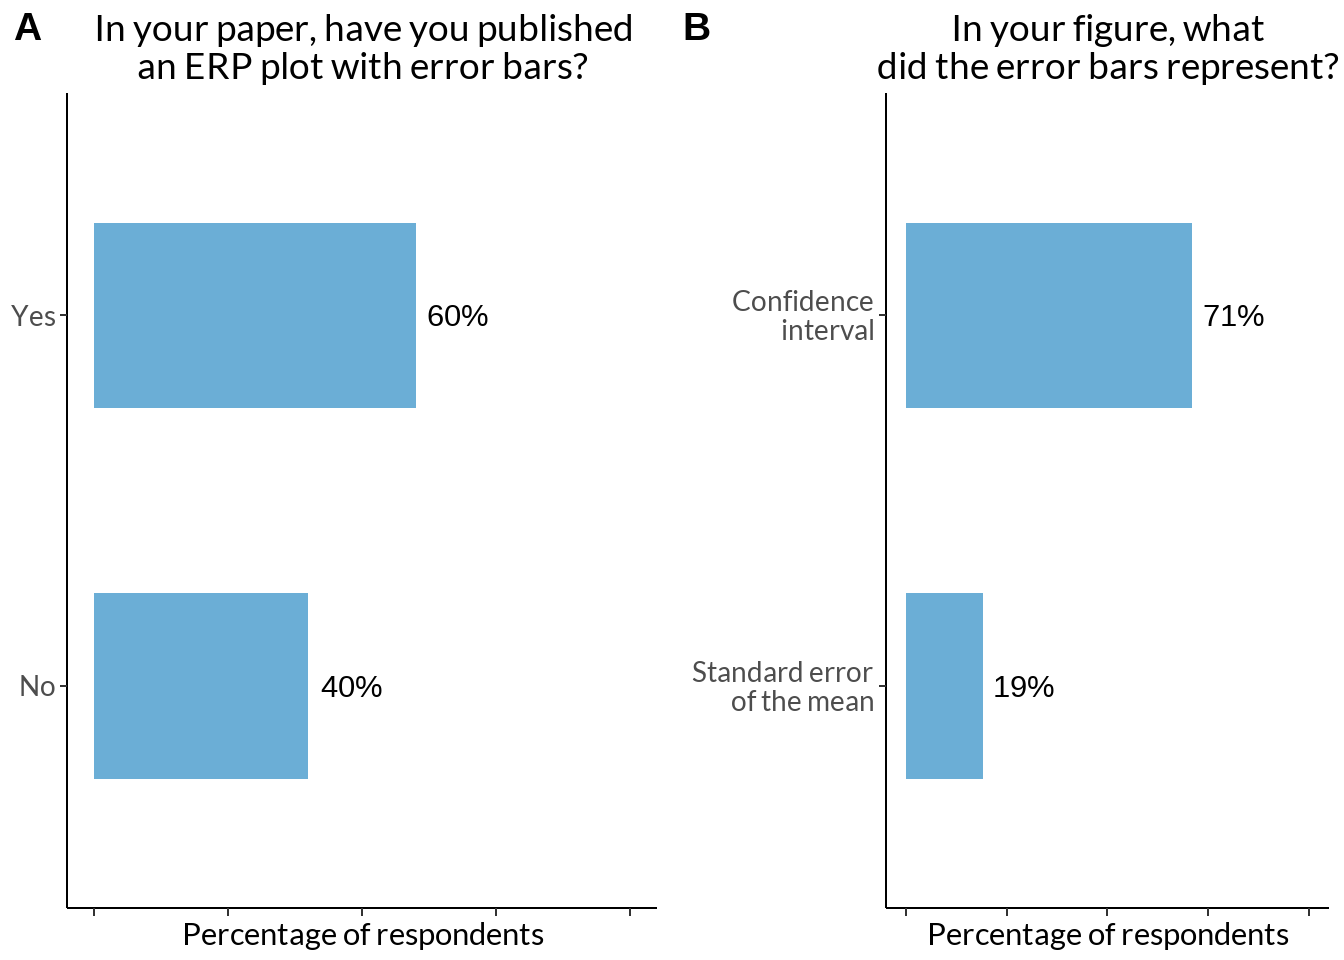 A
In your paper, have you published
an ERP plot with error bars?
Yes
60%
No
40%
Percentage of respondents
B
In your figure, what
did the error bars represent?
Confidence
interval
71%
Standard error
of the mean
19%
Percentage of respondents